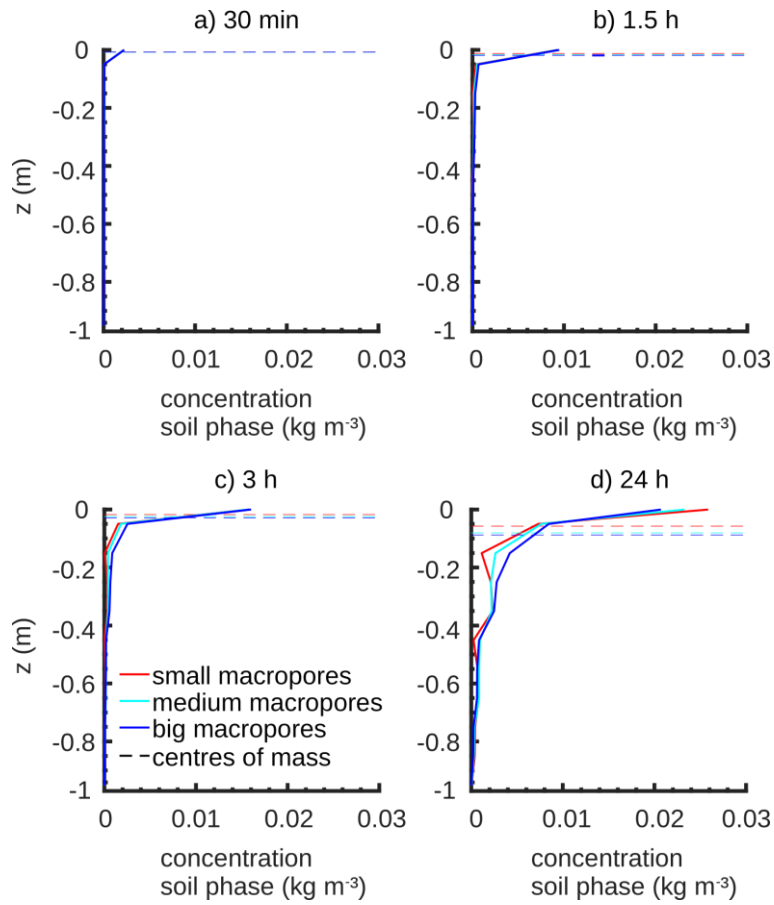 a) 30 min
0
-0.2
-0.4
-0.6
-0.8
-1
z (m)
0 0.01 0.02 0.03
concentration
soil phase (kg m⁻³)
b) 1.5 h
0
-0.2
-0.4
-0.6
-0.8
-1
0 0.01 0.02 0.03
concentration
soil phase (kg m⁻³)
c) 3 h
0
-0.2
-0.4
-0.6
-0.8
-1
z (m)
small macropores
medium macropores
big macropores
centres of mass
0 0.01 0.02 0.03
concentration
soil phase (kg m⁻³)
d) 24 h
0
-0.2
-0.4
-0.6
-0.8
-1
0 0.01 0.02 0.03
concentration
soil phase (kg m⁻³)